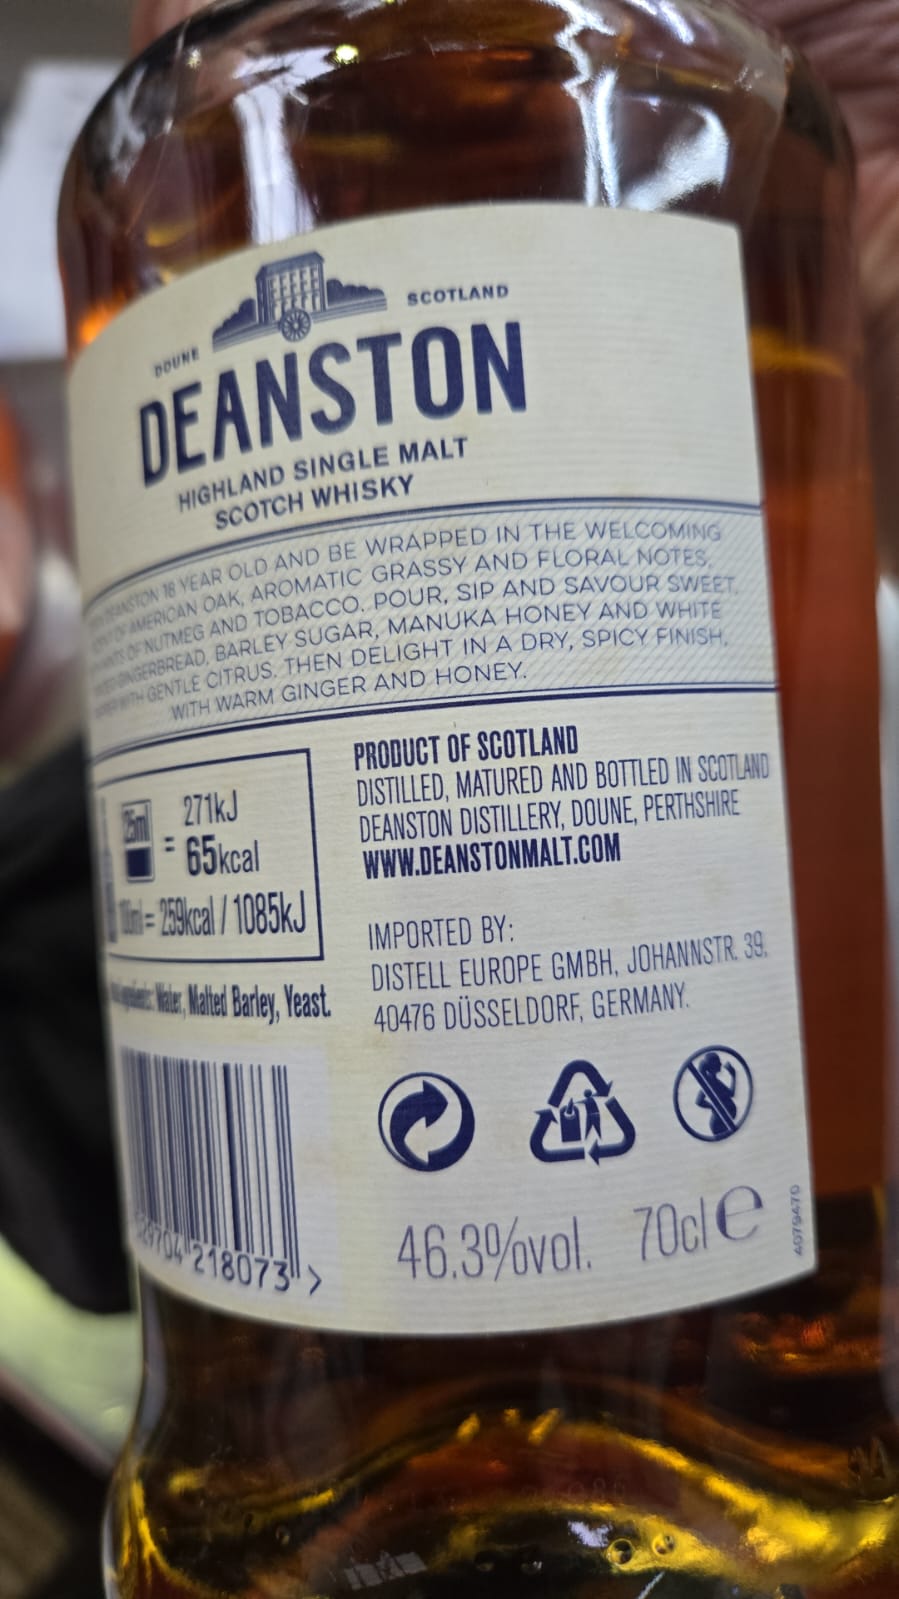 SCOTLAND
DOUNE
DEANSTON
HIGHLAND SINGLE MALT
SCOTCH WHISKY
DEANSTON 18 YEAR OLD AND BE WRAPPED IN THE WELCOMING
OF AMERICAN OAK, AROMATIC GRASSY AND FLORAL NOTES,
HINTS OF NUTMEG AND TOBACCO. POUR, SIP AND SAVOUR SWEET,
GINGERBREAD, BARLEY SUGAR, MANUKA HONEY AND WHITE
WITH GENTLE CITRUS. THEN DELIGHT IN A DRY, SPICY FINISH,
WITH WARM GINGER AND HONEY.
25ml = 271kJ
65kcal
100ml = 259kcal / 1085kJ
Water, Malted Barley, Yeast.
PRODUCT OF SCOTLAND
DISTILLED, MATURED AND BOTTLED IN SCOTLAND
DEANSTON DISTILLERY, DOUNE, PERTHSHIRE
WWW.DEANSTONMALT.COM
IMPORTED BY:
DISTELL EUROPE GMBH, JOHANNSTR. 39,
40476 DÜSSELDORF, GERMANY.
29704 218073 >
46.3%vol. 70cl e
4079470